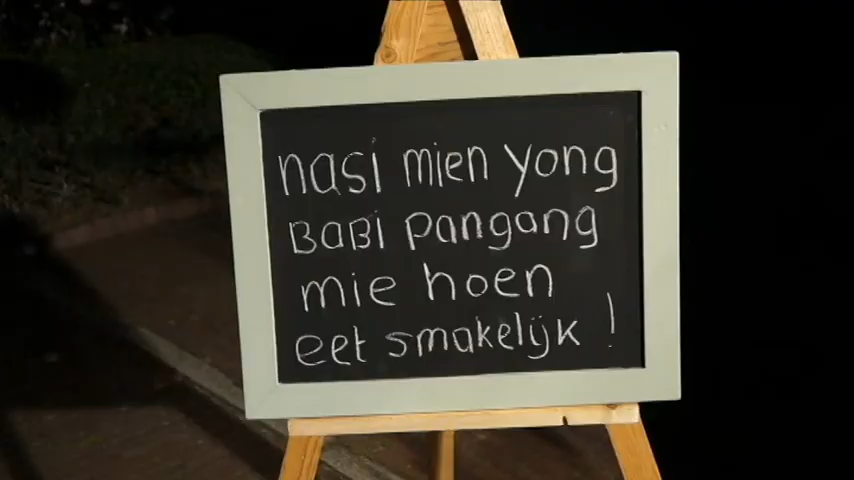 nasi mien yong
BaBi pangang
mie hoen
eet smakelijk !